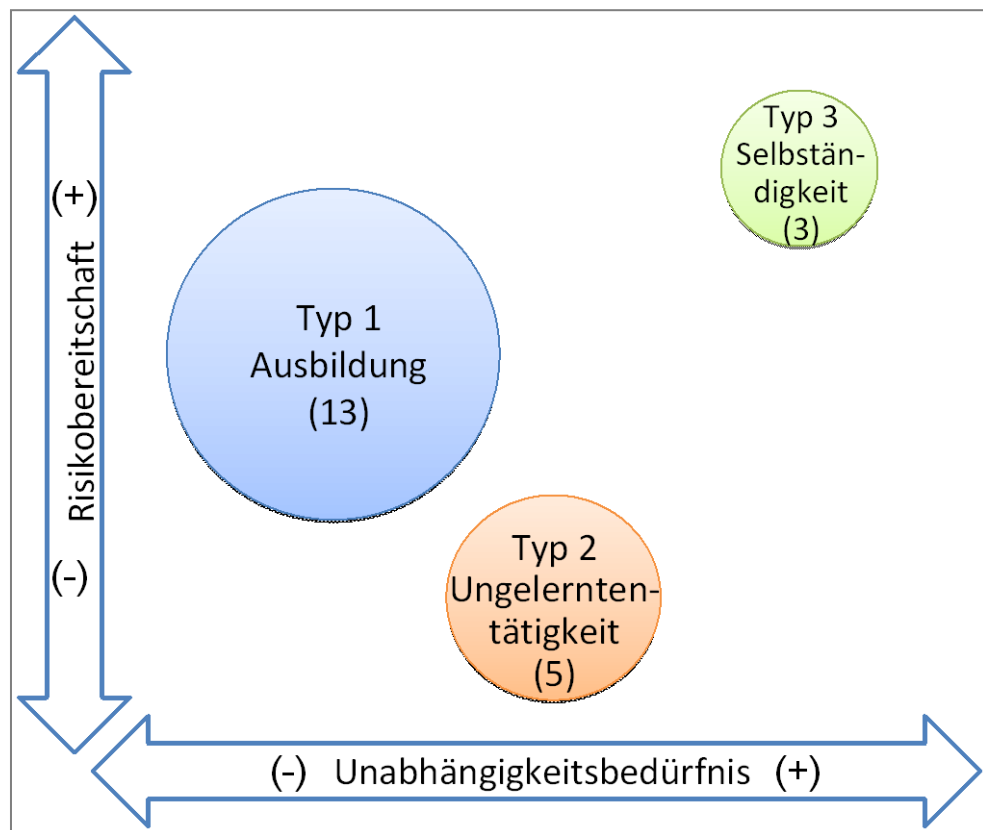 Typ 3
Selbstän-
digkeit
(3)
(+)
Risikobereitschaft
(-)
Typ 1
Ausbildung
(13)
Typ 2
Ungelernten-
tätigkeit
(5)
(-) Unabhängigkeitsbedürfnis (+)